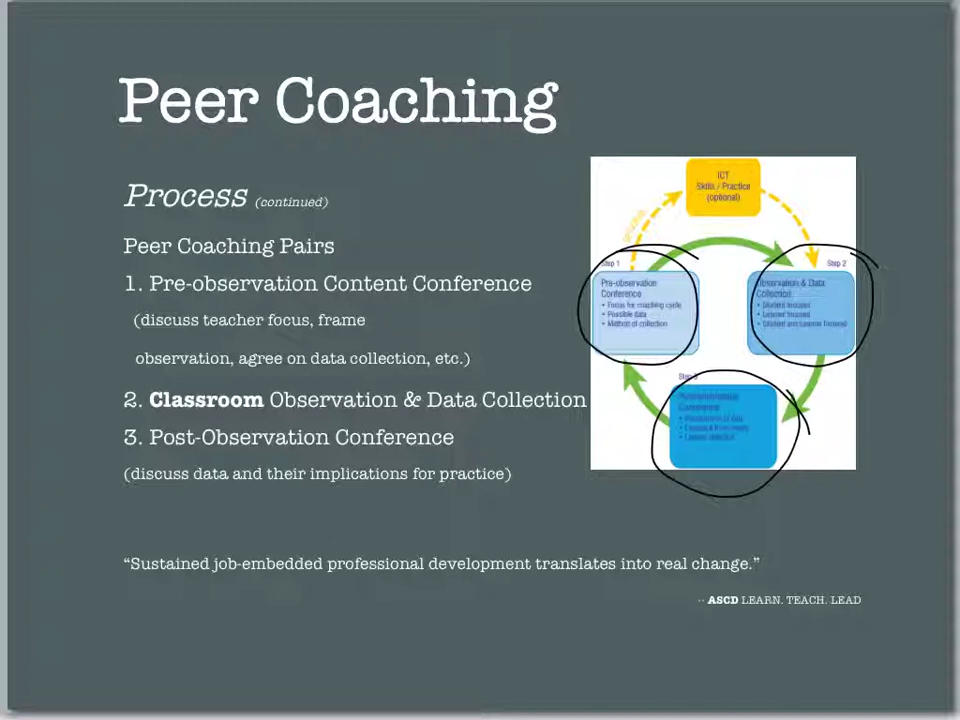 Peer Coaching
Process (continued)
Peer Coaching Pairs
1. Pre-observation Content Conference
(discuss teacher focus, frame
observation, agree on data collection, etc.)
2. Classroom Observation & Data Collection
3. Post-Observation Conference
(discuss data and their implications for practice)
ICT
Skills / Practice
(optional)
Step 1
Pre-observation
Conference
• Focus for coaching cycle
• Possible data
• Method of collection
Step 2
Observation & Data
Collection
• Student focused
• Learner focused
• Student and Learner focused
Step
Conference
“Sustained job-embedded professional development translates into real change.”
-- ASCD LEARN. TEACH. LEAD